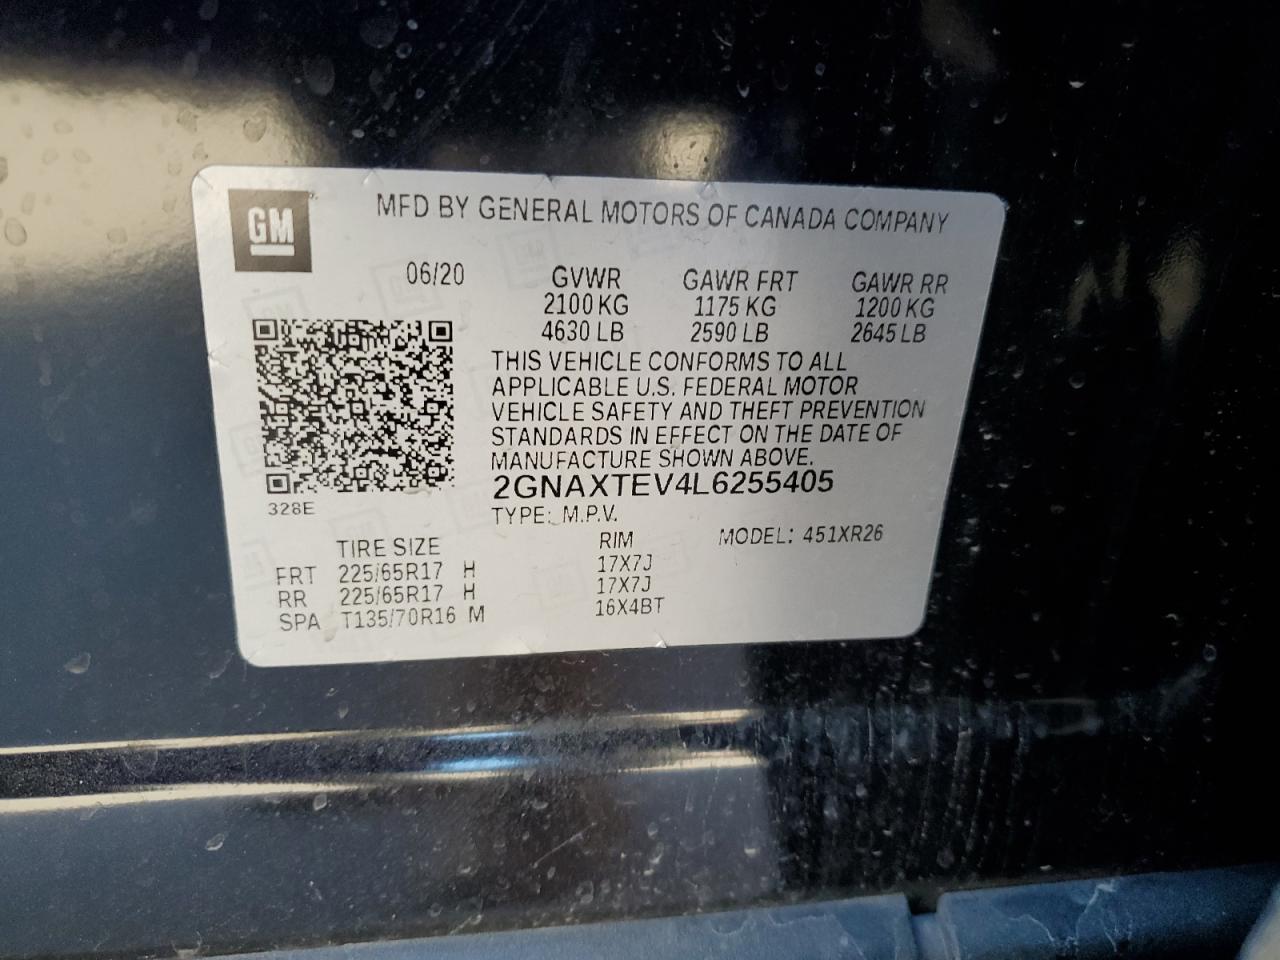 GM
MFD BY GENERAL MOTORS OF CANADA COMPANY
06/20 GVWR GAWR FRT GAWR RR
2100 KG 1175 KG 1200 KG
4630 LB 2590 LB 2645 LB
THIS VEHICLE CONFORMS TO ALL
APPLICABLE U.S. FEDERAL MOTOR
VEHICLE SAFETY AND THEFT PREVENTION
STANDARDS IN EFFECT ON THE DATE OF
MANUFACTURE SHOWN ABOVE.
2GNAXTEV4L6255405
328E
TYPE: M.P.V.
TIRE SIZE RIM MODEL: 451XR26
FRT 225/65R17 H 17X7J
RR 225/65R17 H 17X7J
SPA T135/70R16 M 16X4BT